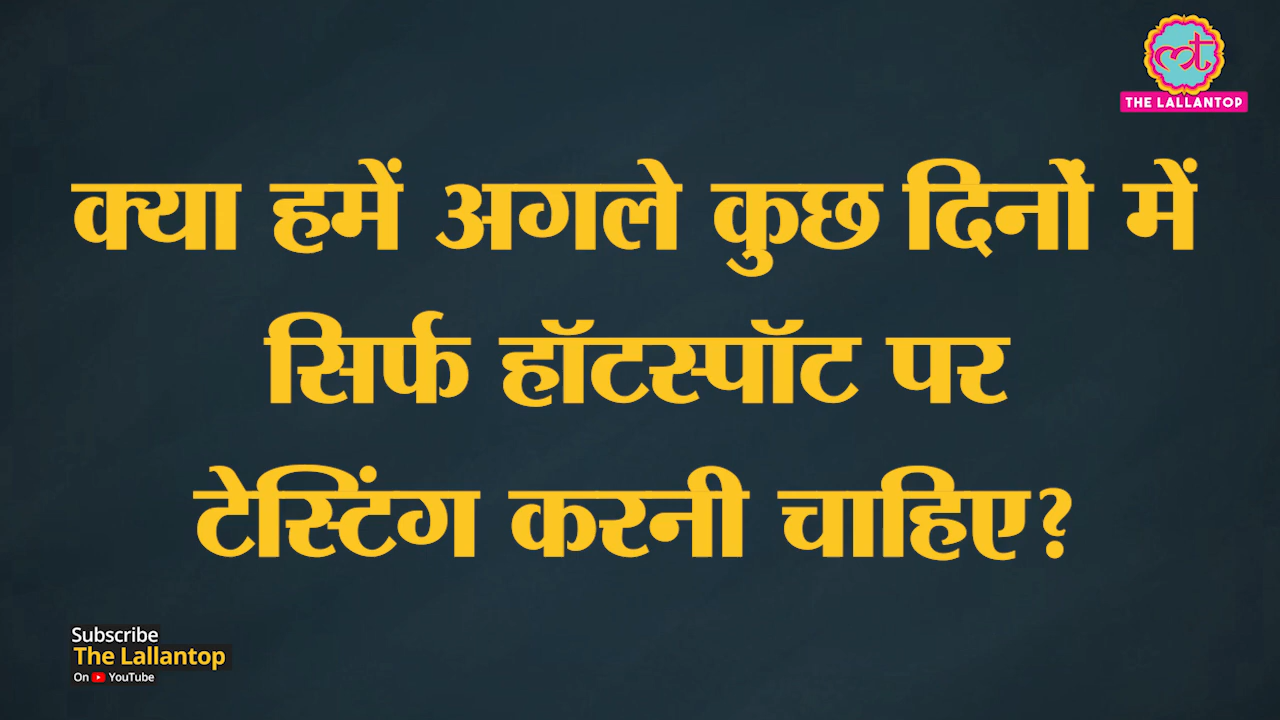 THE LALLANTOP
क्या हमें अगले कुछ दिनों में
सिर्फ हॉटस्पॉट पर
टेस्टिंग करनी चाहिए?
Subscribe
The Lallantop
On YouTube